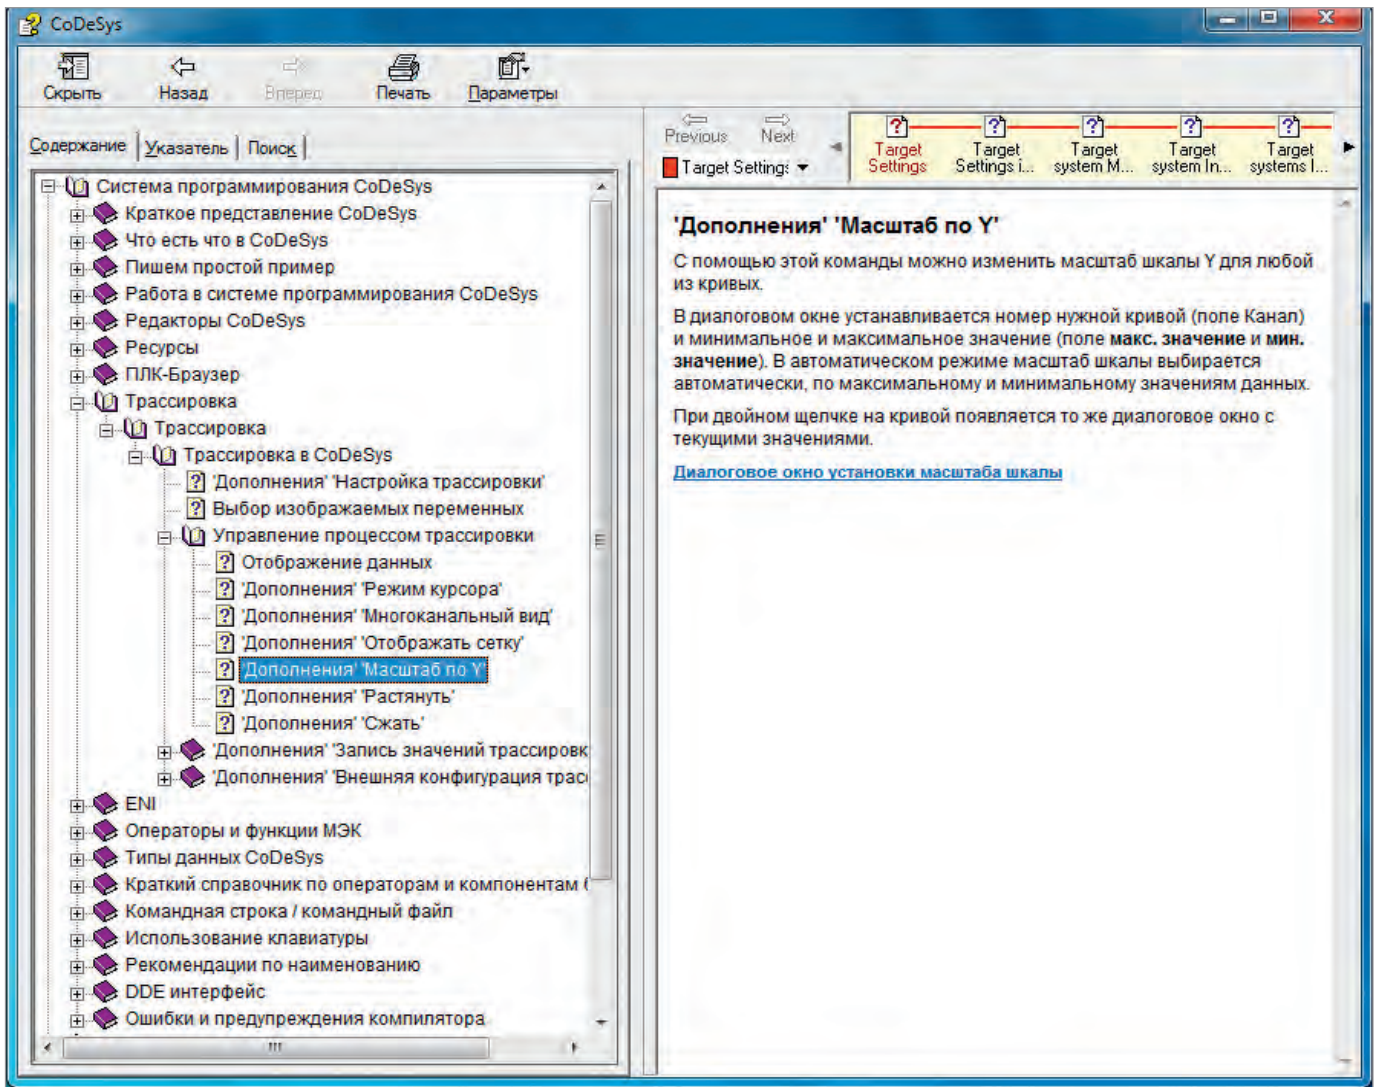 CoDeSys
Скрыть Назад Вперед Печать Параметры
Содержание Указатель Поиск
Система программирования CoDeSys
Краткое представление CoDeSys
Что есть что в CoDeSys
Пишем простой пример
Работа в системе программирования CoDeSys
Редакторы CoDeSys
Ресурсы
ПЛК-Браузер
Трассировка
Трассировка
Трассировка в CoDeSys
'Дополнения' 'Настройка трассировки'
Выбор изображаемых переменных
Управление процессом трассировки
Отображение данных
'Дополнения' 'Режим курсора'
'Дополнения' 'Многоканальный вид'
'Дополнения' 'Отображать сетку'
'Дополнения' 'Масштаб по Y'
'Дополнения' 'Растянуть'
'Дополнения' 'Сжать'
'Дополнения' 'Запись значений трассировк
'Дополнения' 'Внешняя конфигурация трас
ENI
Операторы и функции МЭК
Типы данных CoDeSys
Краткий справочник по операторам и компонентам
Командная строка / командный файл
Использование клавиатуры
Рекомендации по наименованию
DDE интерфейс
Ошибки и предупреждения компилятора
Previous Next
Target Settings
Target Settings
Target Settings i...
Target system M...
Target system In...
Target systems I...
'Дополнения' 'Масштаб по Y'
С помощью этой команды можно изменить масштаб шкалы Y для любой
из кривых.
В диалоговом окне устанавливается номер нужной кривой (поле Канал)
и минимальное и максимальное значение (поле макс. значение и мин.
значение). В автоматическом режиме масштаб шкалы выбирается
автоматически, по максимальному и минимальному значениям данных.
При двойном щелчке на кривой появляется то же диалоговое окно с
текущими значениями.
Диалоговое окно установки масштаба шкалы